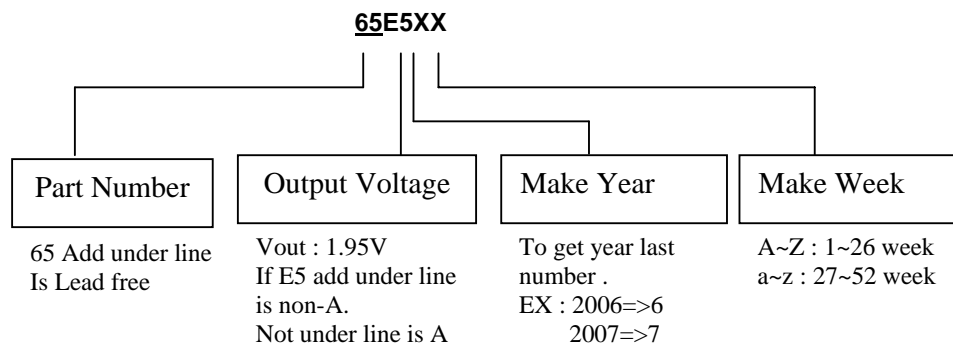 65E5XX
Part Number
Output Voltage
Make Year
Make Week
65 Add under line
Is Lead free
Vout : 1.95V
If E5 add under line
is non-A.
Not under line is A
To get year last
number .
EX : 2006=>6
2007=>7
A~Z : 1~26 week
a~z : 27~52 week